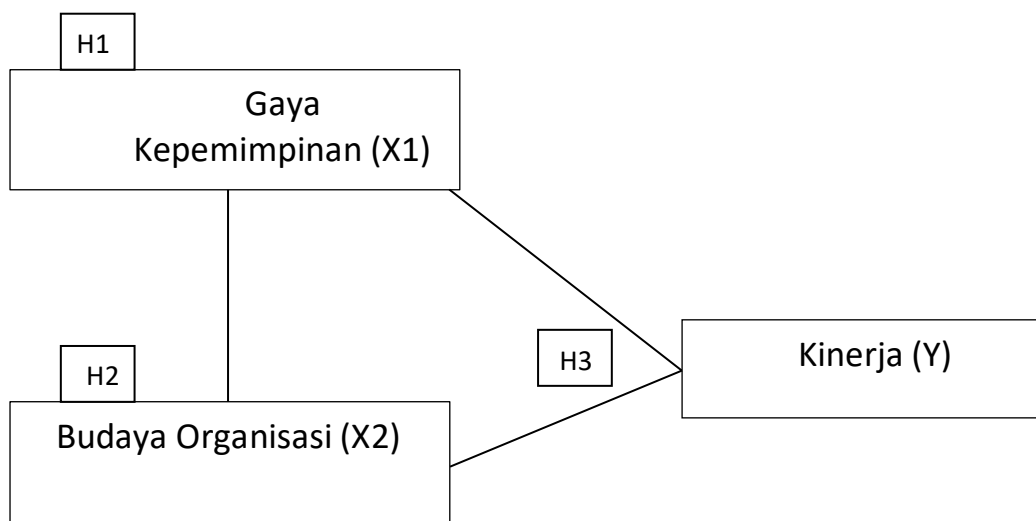 H1
Gaya
Kepemimpinan (X1)
H3
Kinerja (Y)
H2
Budaya Organisasi (X2)